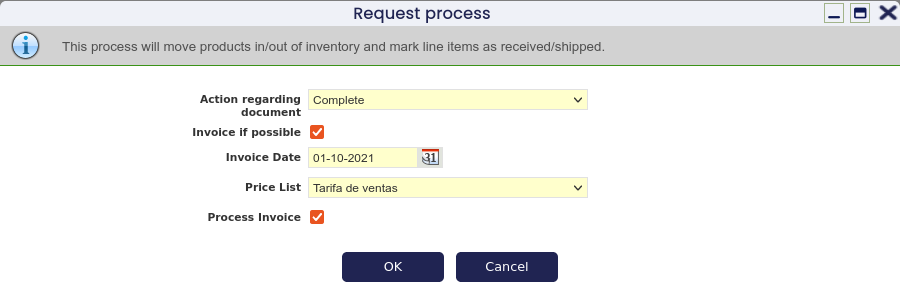 Request process
This process will move products in/out of inventory and mark line items as received/shipped.
Action regarding
document
Complete
Invoice if possible
Invoice Date
01-10-2021
31
Price List
Tarifa de ventas
Process Invoice
OK
Cancel